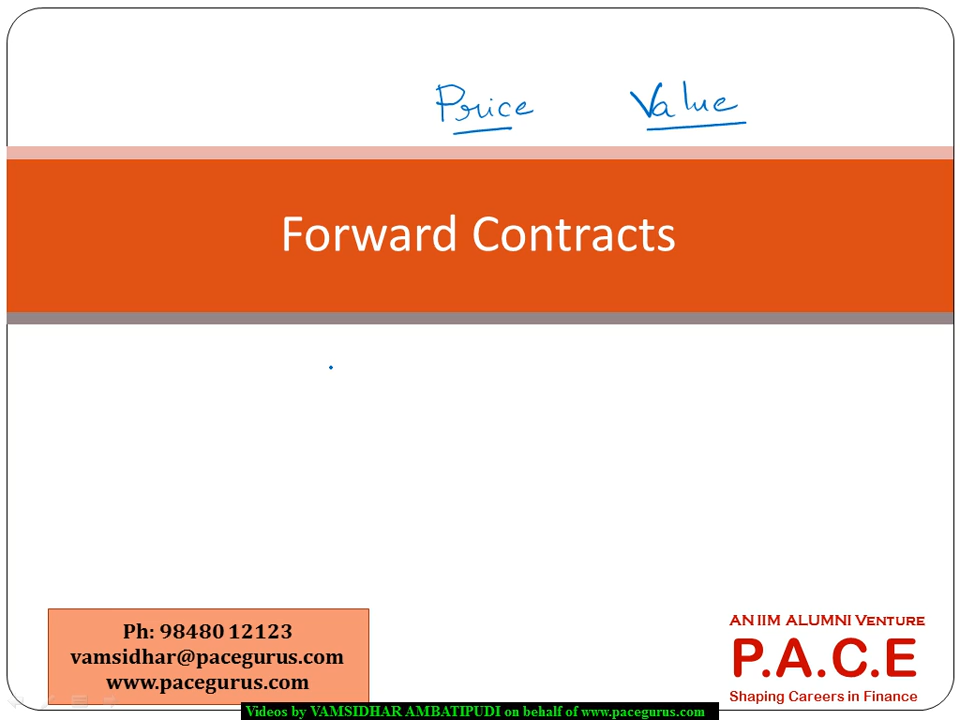 Price Value
Forward Contracts
Ph: 98480 12123
vamsidhar@pacegurus.com
www.pacegurus.com
AN IIM ALUMNI VENTURE
P.A.C.E
Shaping Careers in Finance
Videos by VAMSIDHAR AMBATIPUDI on behalf of www.pacegurus.com